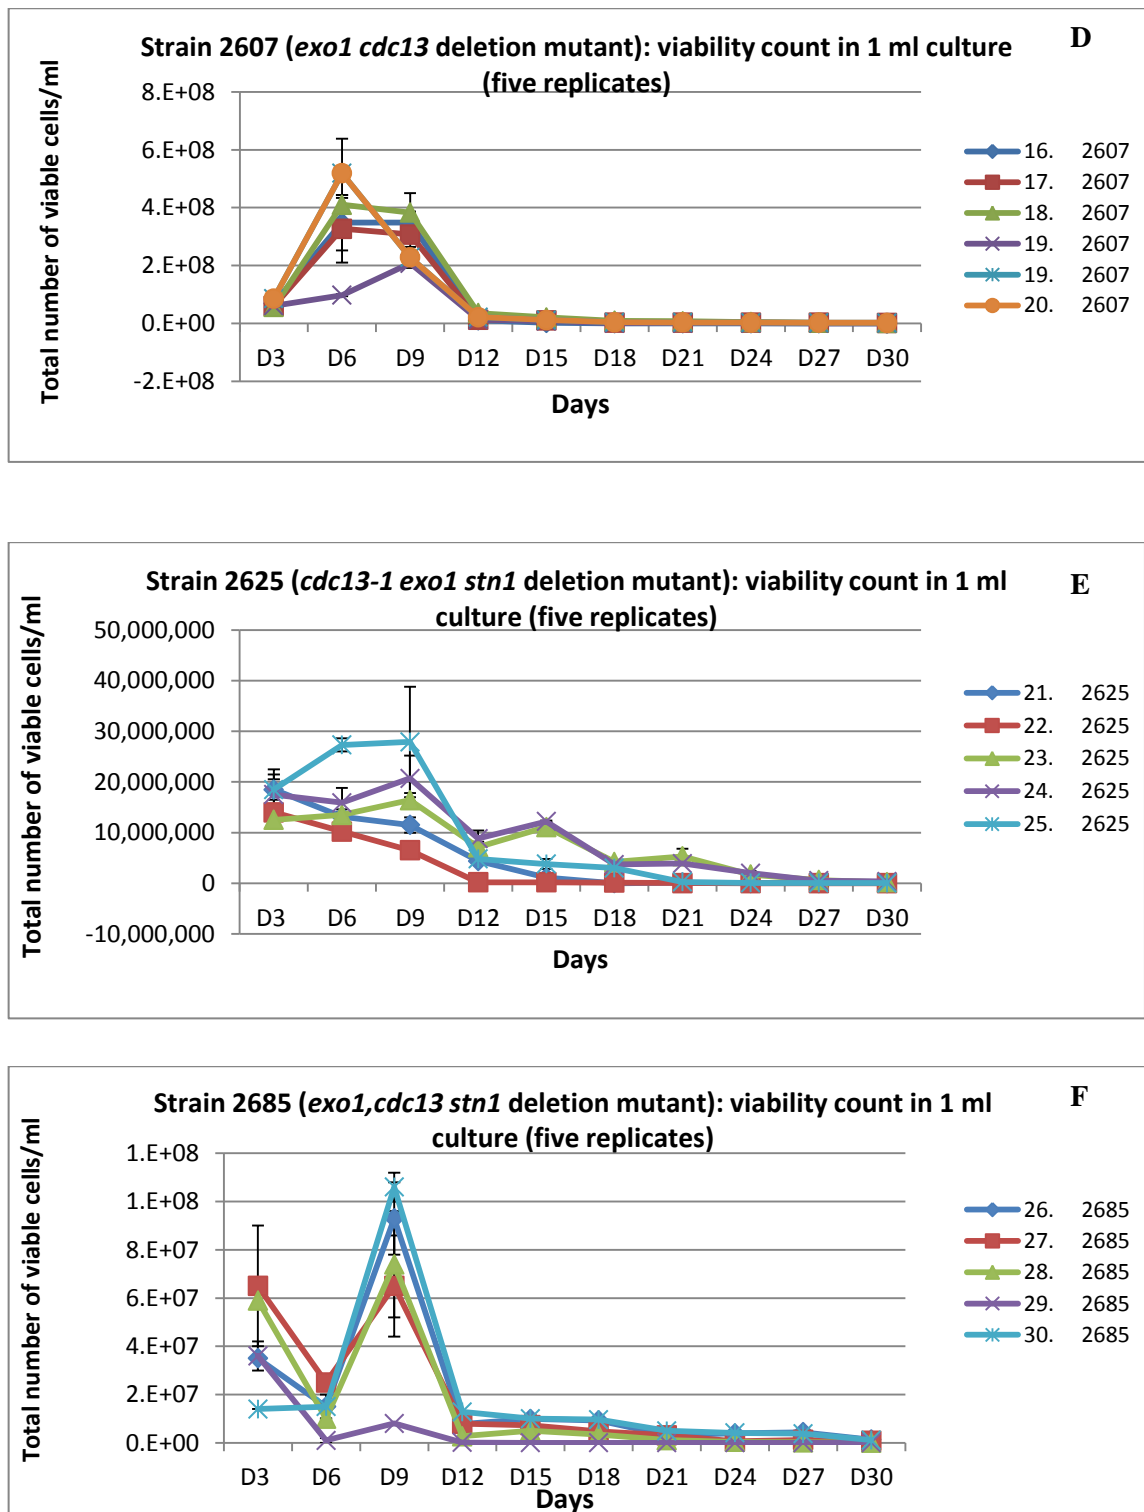 Strain 2607 (exo1 cdc13 deletion mutant): viability count in 1 ml culture
(five replicates)
D
Total number of viable cells/ml
8.E+08
6.E+08
4.E+08
2.E+08
0.E+00
-2.E+08
D3 D6 D9 D12 D15 D18 D21 D24 D27 D30
Days
16. 2607
17. 2607
18. 2607
19. 2607
19. 2607
20. 2607
Strain 2625 (cdc13-1 exo1 stn1 deletion mutant): viability count in 1 ml
culture (five replicates)
E
Total number of viable cells/ml
50,000,000
40,000,000
30,000,000
20,000,000
10,000,000
0
-10,000,000
D3 D6 D9 D12 D15 D18 D21 D24 D27 D30
Days
21. 2625
22. 2625
23. 2625
24. 2625
25. 2625
Strain 2685 (exo1,cdc13 stn1 deletion mutant): viability count in 1 ml
culture (five replicates)
F
Total number of viable cells/ml
1.E+08
1.E+08
8.E+07
6.E+07
4.E+07
2.E+07
0.E+00
D3 D6 D9 D12 D15 D18 D21 D24 D27 D30
Days
26. 2685
27. 2685
28. 2685
29. 2685
30. 2685